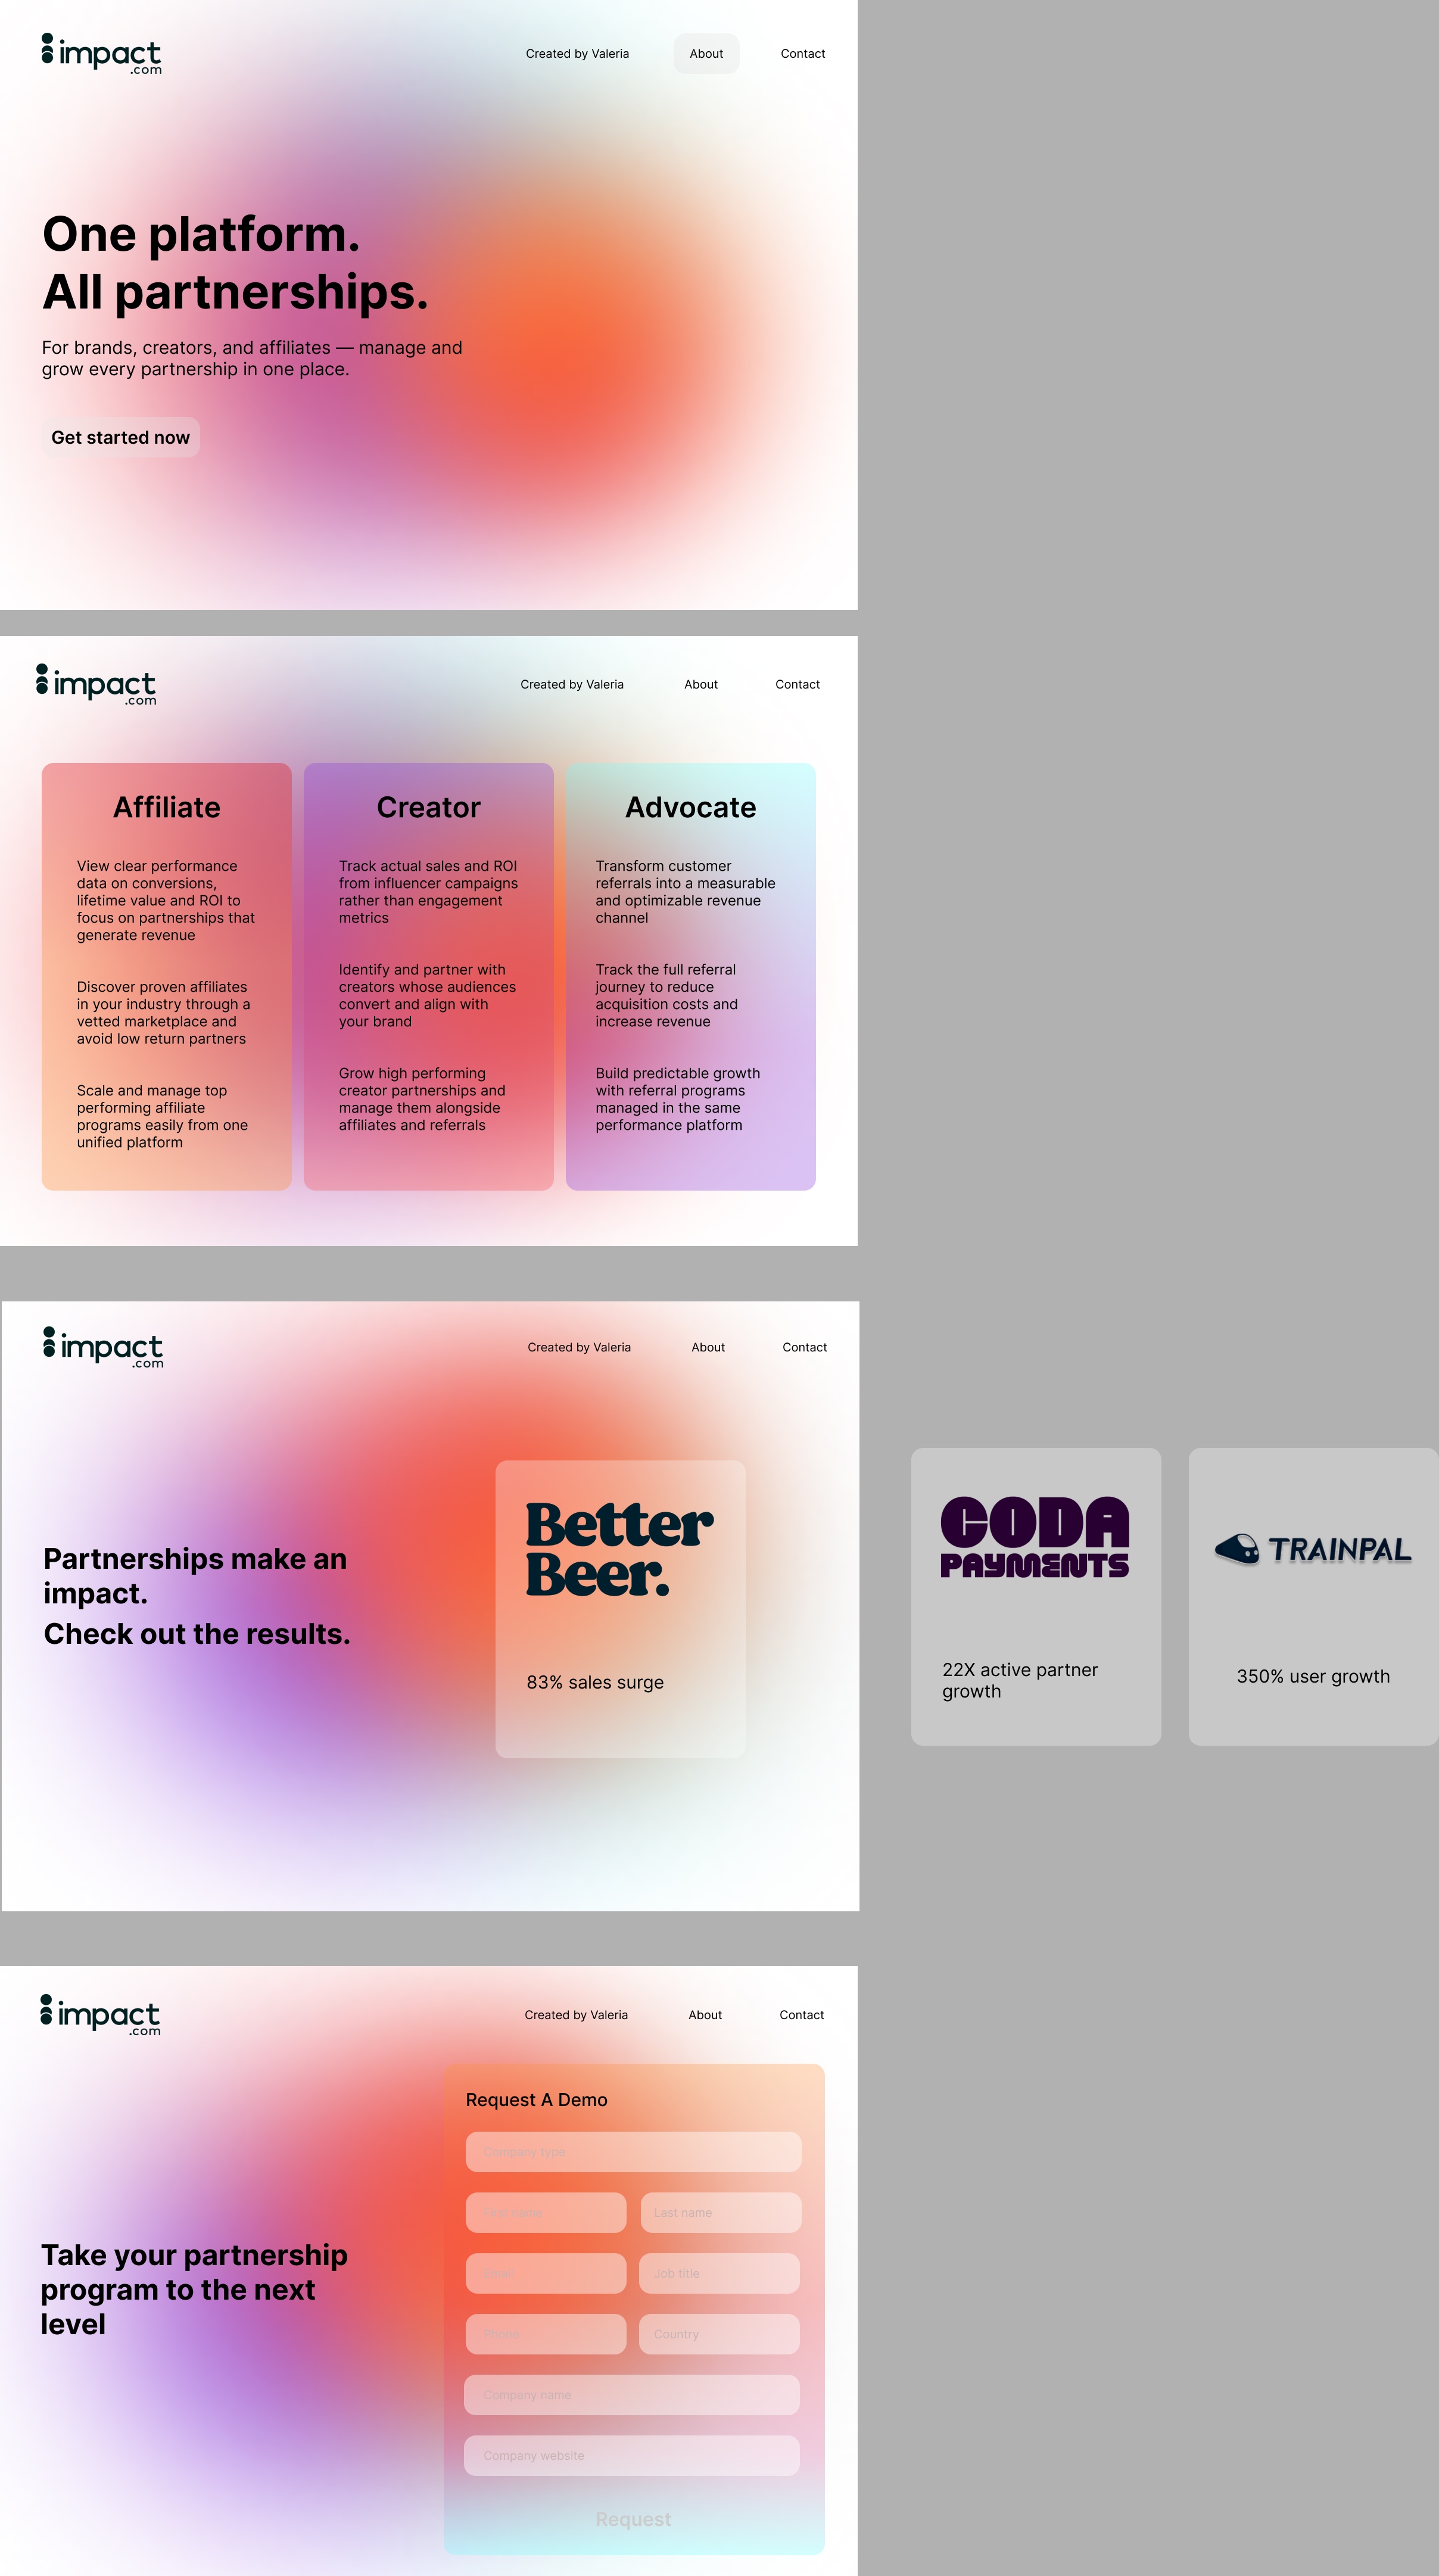 impact
.com
Created by Valeria
About
Contact
One platform.
All partnerships.
For brands, creators, and affiliates — manage and
grow every partnership in one place.
Get started now
impact
.com
Created by Valeria
About
Contact
Affiliate
View clear performance
data on conversions,
lifetime value and ROI to
focus on partnerships that
generate revenue
Discover proven affiliates
in your industry through a
vetted marketplace and
avoid low return partners
Scale and manage top
performing affiliate
programs easily from one
unified platform
Creator
Track actual sales and ROI
from influencer campaigns
rather than engagement
metrics
Identify and partner with
creators whose audiences
convert and align with
your brand
Grow high performing
creator partnerships and
manage them alongside
affiliates and referrals
Advocate
Transform customer
referrals into a measurable
and optimizable revenue
channel
Track the full referral
journey to reduce
acquisition costs and
increase revenue
Build predictable growth
with referral programs
managed in the same
performance platform
impact
.com
Created by Valeria
About
Contact
Partnerships make an
impact.
Check out the results.
Better
Beer.
83% sales surge
CODA
PAYMENTS
22X active partner
growth
TRAINPAL
350% user growth
impact
.com
Created by Valeria
About
Contact
Take your partnership
program to the next
level
Request A Demo
Company type
First name
Last name
Email
Job title
Phone
Country
Company name
Company website
Request